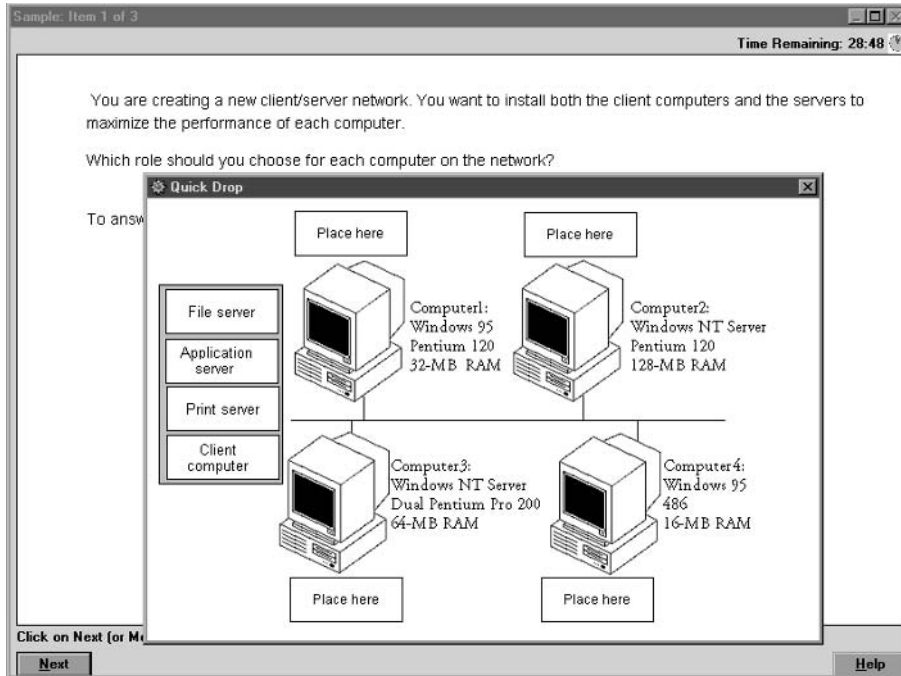 Sample: Item 1 of 3
Time Remaining: 28:48
You are creating a new client/server network. You want to install both the client computers and the servers to
maximize the performance of each computer.
Which role should you choose for each computer on the network?
To answ
Quick Drop
Place here
Place here
File server
Application
server
Print server
Client
computer
Computer1:
Windows 95
Pentium 120
32-MB RAM
Computer2:
Windows NT Server
Pentium 120
128-MB RAM
Computer3:
Windows NT Server
Dual Pentium Pro 200
64-MB RAM
Computer4:
Windows 95
486
16-MB RAM
Place here
Place here
Click on Next (or Mo
Next
Help